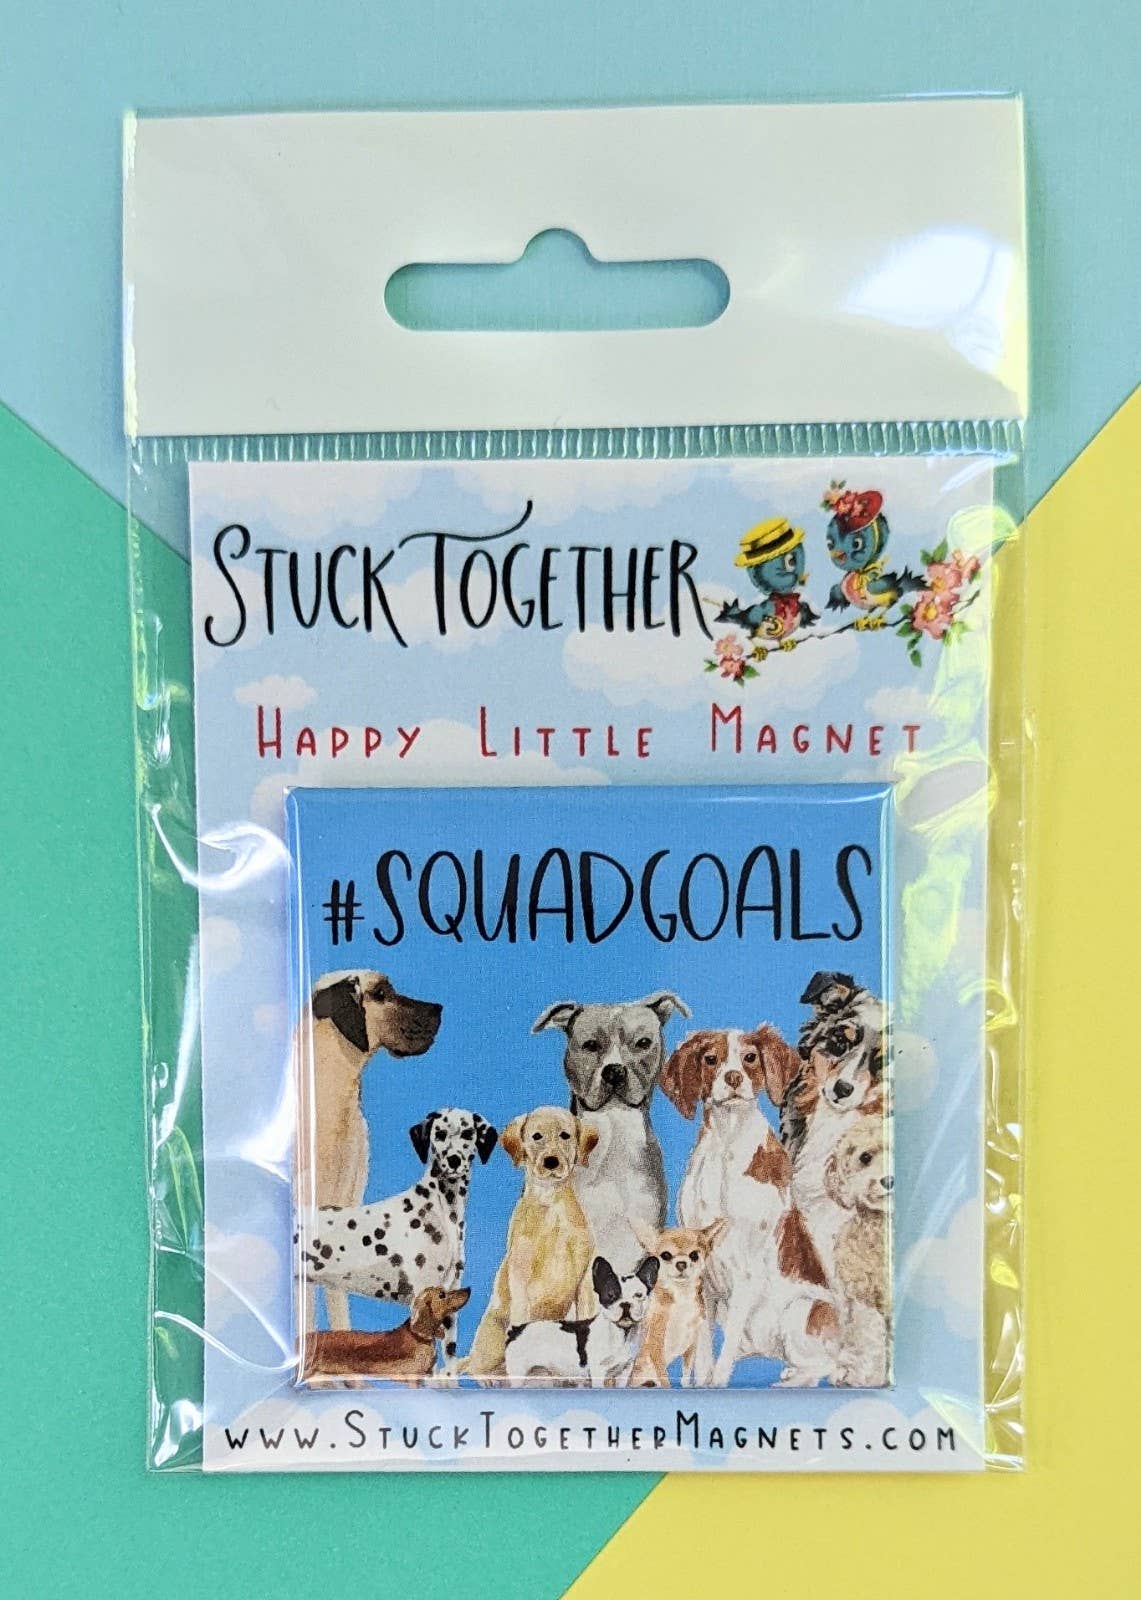 STUCK TOGETHER
HAPPY LITTLE MAGNET
#SQUADGOALS
WWW.STUCKTOGETHERMAGNETS.COM